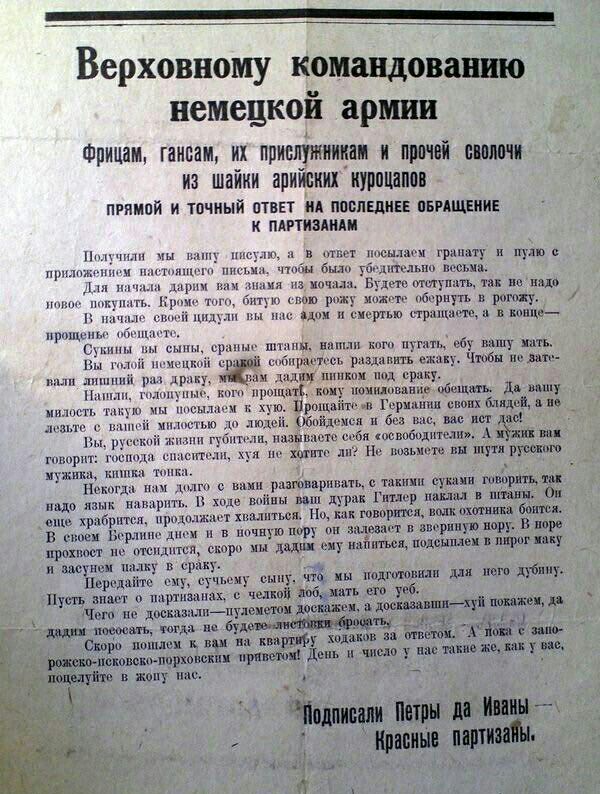 Верховному командованию
немецкой армии
Фрицам, гансам, их прислужникам и прочей сволочи
из шайки арийских куроцапов
ПРЯМОЙ И ТОЧНЫЙ ОТВЕТ НА ПОСЛЕДНЕЕ ОБРАЩЕНИЕ
К ПАРТИЗАНАМ
Получили мы вашу писулю, а в ответ посылаем гранату и пулю с
приложением настоящего письма, чтобы было убедительно весьма.
Для начала дарим вам знамя из мочала. Будете отступать, так не надо
новое покупать. Кроме того, битую свою рожу можете обернуть в рогожу.
В начале своей цидули вы нас адом и смертью стращаете, а в конце—
прощенье обещаете.
Сукины вы сыны, сраные штаны, нашли кого пугать, ебу вашу мать.
Вы голой немецкой сракой собираетесь раздавить ежаку. Чтобы не зате-
вали лишний раз драку, мы вам дадим пинком под сраку.
Нашли, голопупые, кого прощать, кому помилование обещать. Да вашу
милость такую мы посылаем к хую. Прощайте в Германии своих блядей, а не
лезьте с вашей милостью до людей. Обойдемся и без вас, вас ист дас!
Вы, русской жизни губители, называете себя «освободители». А мужик вам
говорит: господа спасители, хуя не хотите ли? Не возьмете вы шутя русского
мужика, кишка тонка.
Некогда нам долго с вами разговаривать, с такими суками говорить, так
надо язык наварить. В ходе войны ваш дурак Гитлер наклал в штаны. Он
еще храбрится, продолжает хвалиться. Но, как говорится, волк охотника боится.
В своем Берлине днем и в ночную пору он залезает в звериную нору. В норе
прохвост не отсидится, скоро мы дадим ему напиться, подсыплем в пирог маку
и засунем палку в сраку.
Передайте ему, сучьему сыну, что мы подготовили для него дубину.
Пусть знает о партизанах, с челкой лоб, мать его уеб.
Чего не досказали—пулеметом доскажем, а досказавши—хуй покажем, да
дадим пососать, тогда не будете листовки бросать.
Скоро пошлем к вам на квартиру ходаков за ответом. А пока с запо-
рожско-псковско-порховским приветом! День и число у нас такие же, как у вас,
поцелуйте в жопу нас.
Подписали Петры да Иваны —
Красные партизаны.